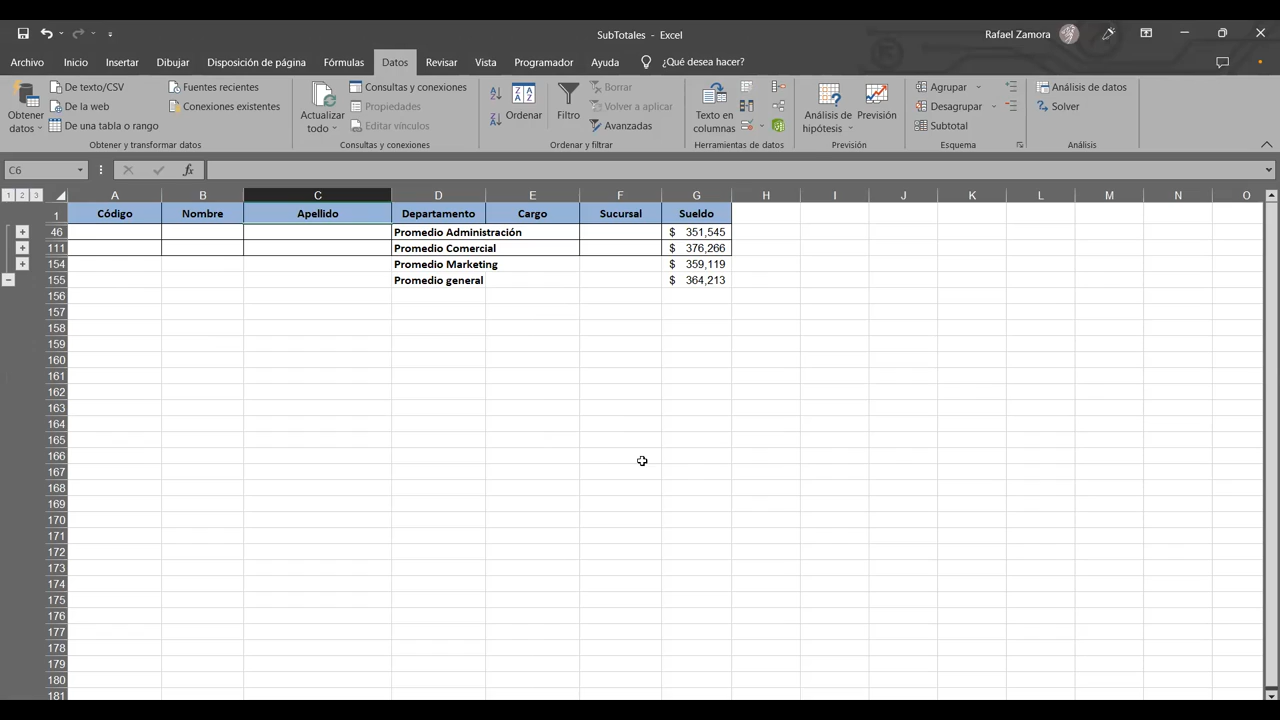 SubTotales - Excel
Rafael Zamora
Archivo Inicio Insertar Dibujar Disposición de página Fórmulas Datos Revisar Vista Programador Ayuda ¿Qué desea hacer?
Obtener datos
De texto/CSV
De la web
De una tabla o rango
Fuentes recientes
Conexiones existentes
Obtener y transformar datos
Actualizar todo
Consultas y conexiones
Propiedades
Editar vínculos
Consultas y conexiones
Ordenar
Filtro
Borrar
Volver a aplicar
Avanzadas
Ordenar y filtrar
Texto en columnas
Herramientas de datos
Análisis de hipótesis
Previsión
Previsión
Agrupar
Desagrupar
Subtotal
Esquema
Análisis de datos
Solver
Análisis
C6
fx
1 2 3
A B C D E F G H I J K L M N O
1 Código Nombre Apellido Departamento Cargo Sucursal Sueldo
46 Promedio Administración $ 351,545
111 Promedio Comercial $ 376,266
154 Promedio Marketing $ 359,119
155 Promedio general $ 364,213
156
157
158
159
160
161
162
163
164
165
166
167
168
169
170
171
172
173
174
175
176
177
178
179
180
181